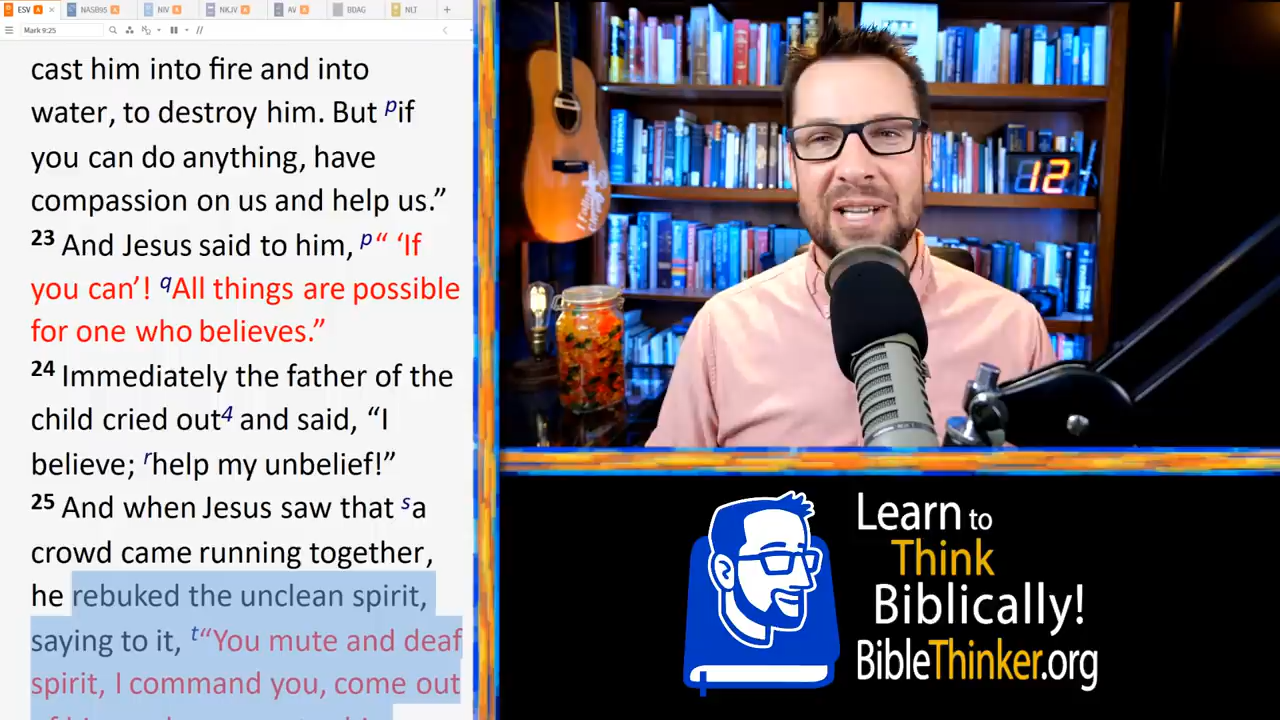 ESV
NASB95
NIV
NKJV
AV
BDAG
NLT
Mark 9:25
cast him into fire and into
water, to destroy him. But pif
you can do anything, have
compassion on us and help us.”
23 And Jesus said to him, p“ ‘If
you can’! qAll things are possible
for one who believes.”
24 Immediately the father of the
child cried out4 and said, “I
believe; rhelp my unbelief!”
25 And when Jesus saw that sa
crowd came running together,
he rebuked the unclean spirit,
saying to it, t“You mute and deaf
spirit, I command you, come out
12
Learn to
Think
Biblically!
BibleThinker.org